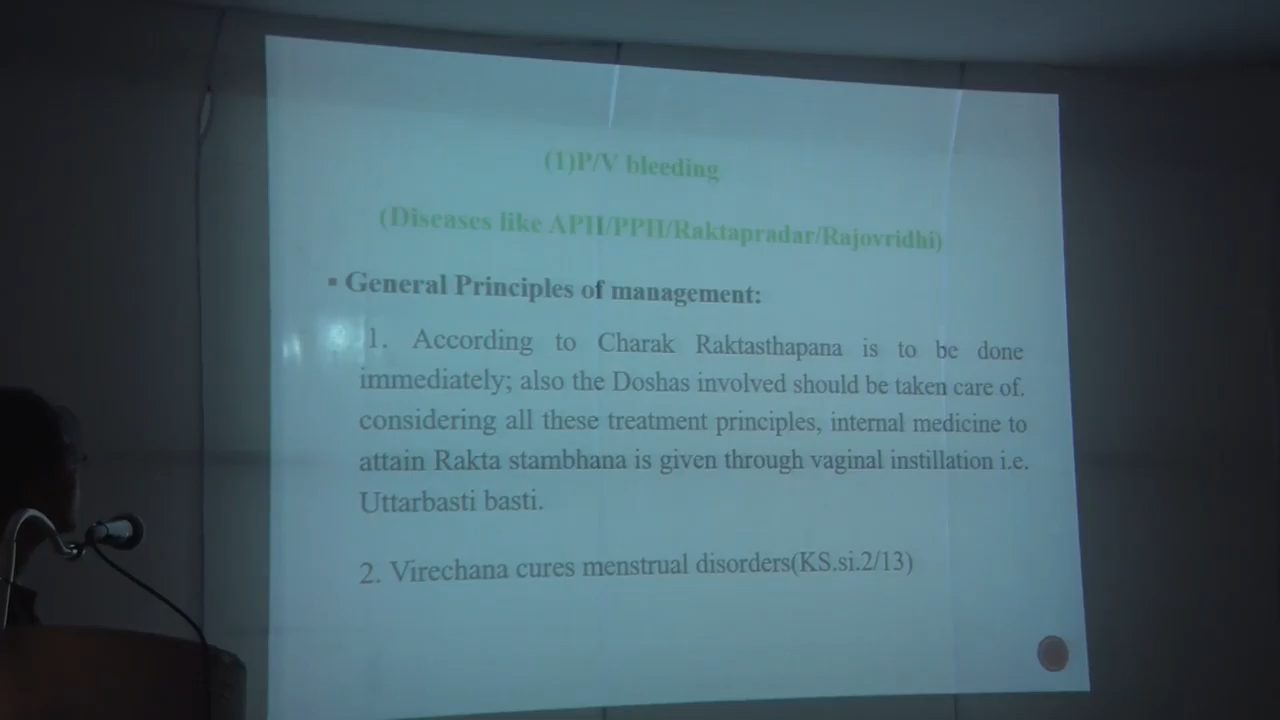 (1)P/V bleeding
(Diseases like APH/PPH/Raktapradar/Rajovridhi)
▪ General Principles of management:
1. According to Charak Raktasthapana is to be done
immediately; also the Doshas involved should be taken care of.
considering all these treatment principles, internal medicine to
attain Rakta stambhana is given through vaginal instillation i.e.
Uttarbasti basti.
2. Virechana cures menstrual disorders(KS.si.2/13)